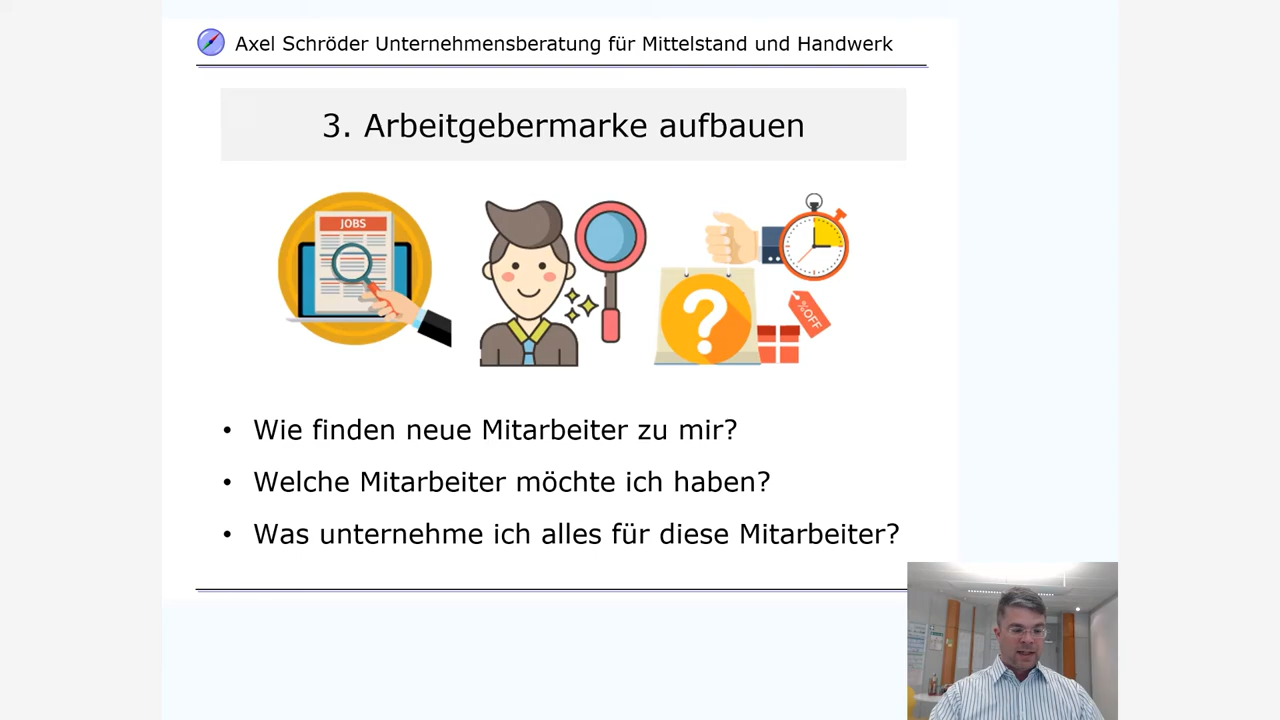 Axel Schröder Unternehmensberatung für Mittelstand und Handwerk
3. Arbeitgebermarke aufbauen
JOBS
%OFF
?
• Wie finden neue Mitarbeiter zu mir?
• Welche Mitarbeiter möchte ich haben?
• Was unternehme ich alles für diese Mitarbeiter?